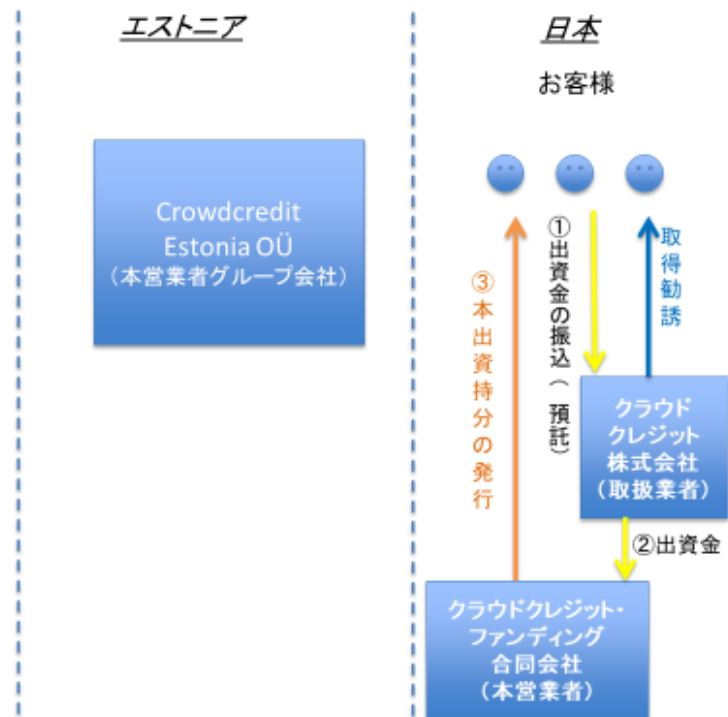 エストニア
日本
お客様
Crowdcredit
Estonia OÜ
（本営業者グループ会社）
③本出資持分の発行
①出資金の振込（預託）
取得勧誘
クラウド
クレジット
株式会社
（取扱業者）
②出資金
クラウドクレジット・
ファンディング
合同会社
（本営業者）